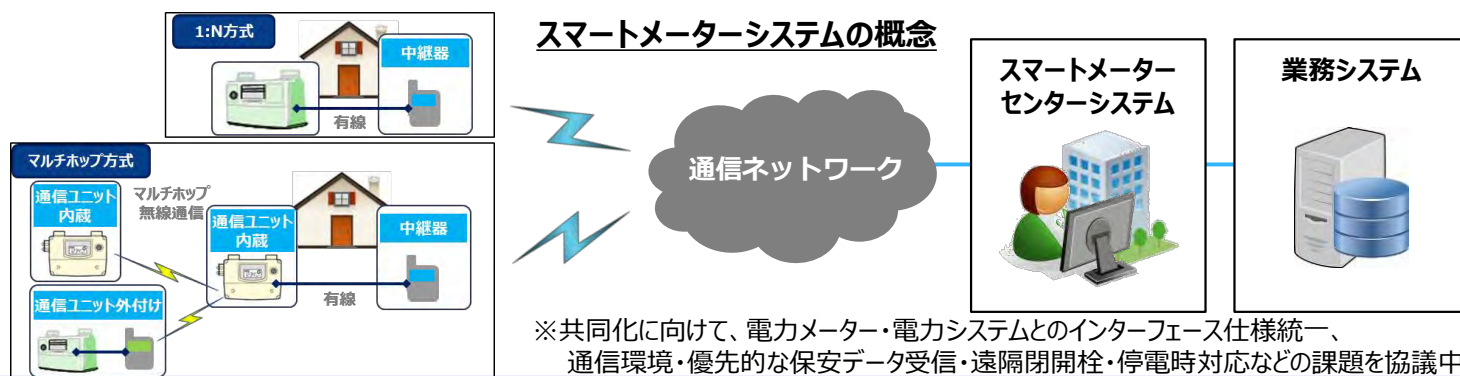 スマートメーターシステムの概念
1:N方式
中継器
有線
マルチホップ方式
通信ユニット
内蔵
マルチホップ
無線通信
通信ユニット
内蔵
中継器
有線
通信ユニット外付け
通信ネットワーク
スマートメーター
センターシステム
業務システム
※共同化に向けて、電力メーター・電力システムとのインターフェース仕様統一、
通信環境・優先的な保安データ受信・遠隔閉開栓・停電時対応などの課題を協議中